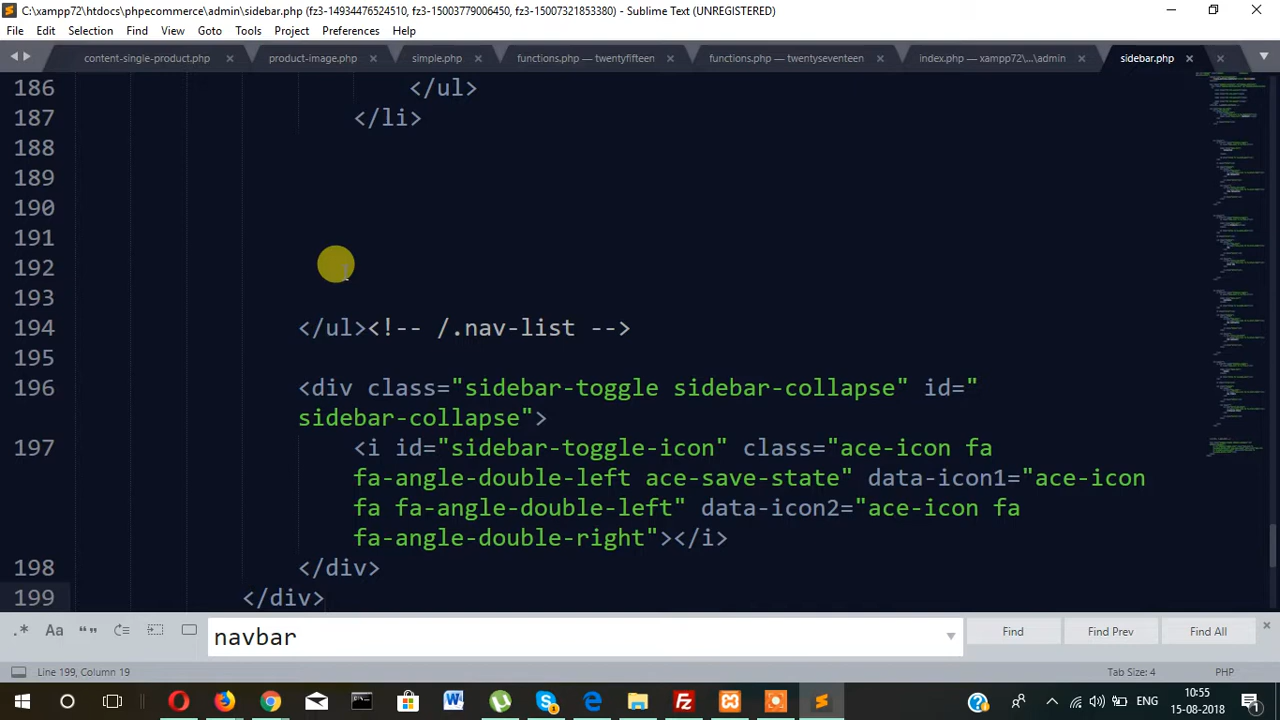 C:\xampp72\htdocs\phpecommerce\admin\sidebar.php (fz3-14934476524510, fz3-12003779006450, fz3-15007321853380) - Sublime Text (UNREGISTERED)
File Edit Selection Find View Goto Tools Project Preferences Help
content-single-product.php product-image.php simple.php functions.php — twentyfifteen functions.php — twentyseventeen index.php — xampp72\...\admin sidebar.php
186 </ul>
187 </li>
188
189
190
191
192
193
194 </ul><!-- /.nav-list -->
195
196 <div class="sidebar-toggle sidebar-collapse" id="
sidebar-collapse">
197 <i id="sidebar-toggle-icon" class="ace-icon fa
fa-angle-double-left ace-save-state" data-icon1="ace-icon
fa fa-angle-double-left" data-icon2="ace-icon fa
fa-angle-double-right"></i>
198 </div>
199 </div>
.* Aa navbar Find Find Prev Find All
Line 199, Column 19 Tab Size: 4 PHP
ENG 10:55
15-08-2018